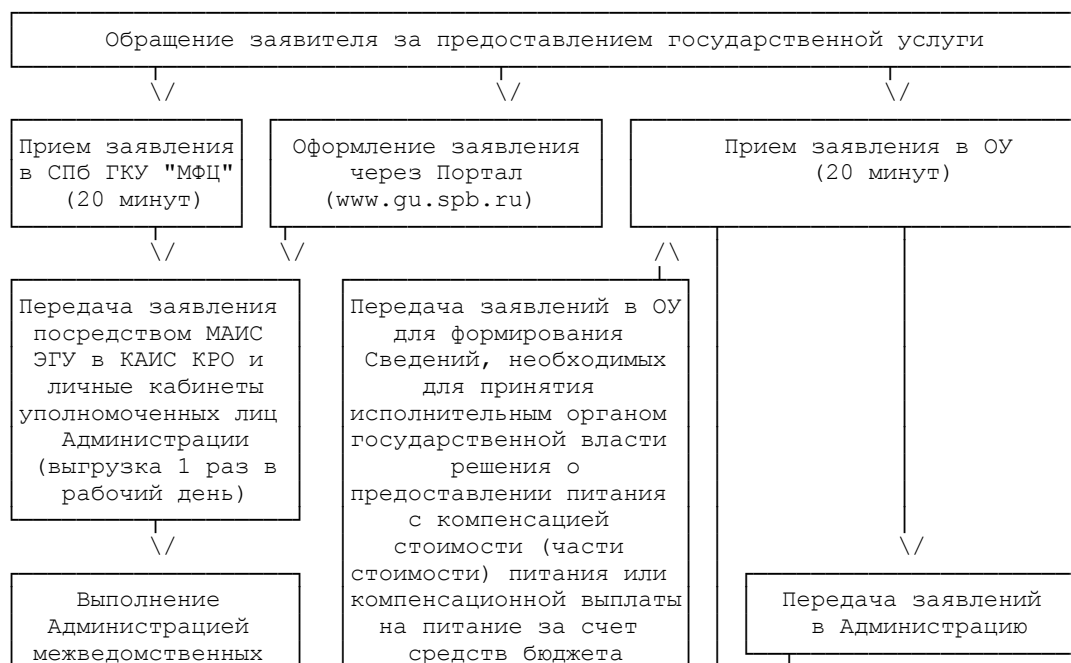 Обращение заявителя за предоставлением государственной услуги
Прием заявления
в СПб ГКУ "МФЦ"
(20 минут)
Оформление заявления
через Портал
(www.gu.spb.ru)
Прием заявления в ОУ
(20 минут)
Передача заявления
посредством МАИС
ЭГУ в КАИС КРО и
личные кабинеты
уполномоченных лиц
Администрации
(выгрузка 1 раз в
рабочий день)
Передача заявлений в ОУ
для формирования
Сведений, необходимых
для принятия
исполнительным органом
государственной власти
решения о
предоставлении питания
с компенсацией
стоимости (части
стоимости) питания или
компенсационной выплаты
на питание за счет
средств бюджета
Выполнение
Администрацией
межведомственных
Передача заявлений
в Администрацию